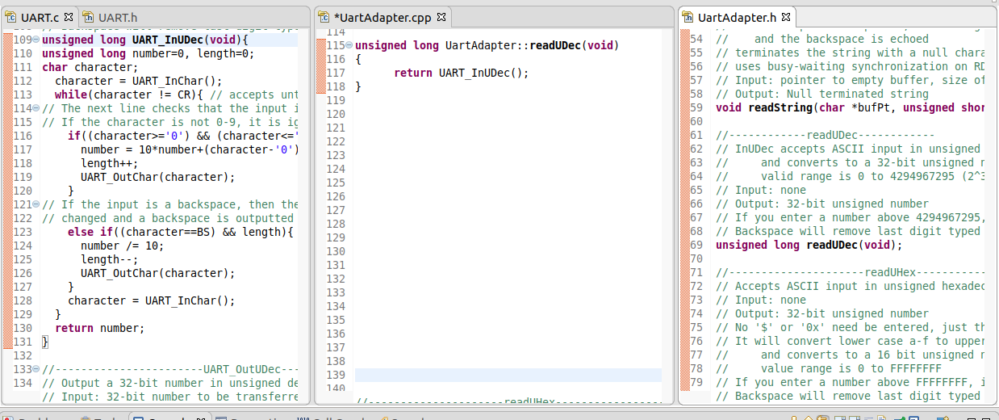 UART.c
UART.h
109 unsigned long UART_InUDec(void){
110 unsigned long number=0, length=0;
111 char character;
112   character = UART_InChar();
113   while(character != CR){ // accepts unt
114 // The next line checks that the input i
115 // If the character is not 0-9, it is ig
116     if((character>='0') && (character<='
117       number = 10*number+(character-'0')
118       length++;
119       UART_OutChar(character);
120     }
121 // If the input is a backspace, then the
122 // changed and a backspace is outputted
123     else if((character==BS) && length){
124       number /= 10;
125       length--;
126       UART_OutChar(character);
127     }
128     character = UART_InChar();
129   }
130   return number;
131 }
132
133 //-----------------------UART_OutUDec---
134 // Output a 32-bit number in unsigned de
// Input: 32-bit number to be transferre
*UartAdapter.cpp
114
115 unsigned long UartAdapter::readUDec(void)
116 {
117       return UART_InUDec();
118 }
119
120
121
122
123
124
125
126
127
128
129
130
131
132
133
134
135
136
137
138
139
140
//---------------------readUHex-----------------
UartAdapter.h
54 //     and the backspace is echoed
55 // terminates the string with a null chara
56 // uses busy-waiting synchronization on RD
57 // Input: pointer to empty buffer, size of
58 // Output: Null terminated string
59 void readString(char *bufPt, unsigned shor
60
61 //------------readUDec------------
62 // InUDec accepts ASCII input in unsigned
63 //     and converts to a 32-bit unsigned n
64 //     valid range is 0 to 4294967295 (2^3
65 // Input: none
66 // Output: 32-bit unsigned number
67 // If you enter a number above 4294967295,
68 // Backspace will remove last digit typed
69 unsigned long readUDec(void);
70
71 //---------------------readUHex-----------
72 // Accepts ASCII input in unsigned hexadec
73 // Input: none
74 // Output: 32-bit unsigned number
75 // No '$' or '0x' need be entered, just th
76 // It will convert lower case a-f to upper
77 //     and converts to a 16 bit unsigned n
78 //     value range is 0 to FFFFFFFF
79 // If you enter a number above FFFFFFFF, i
// Backspace will remove last digit typed